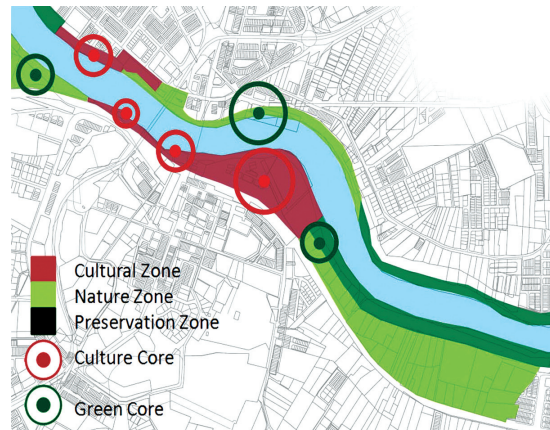 Cultural Zone
Nature Zone
Preservation Zone
Culture Core
Green Core